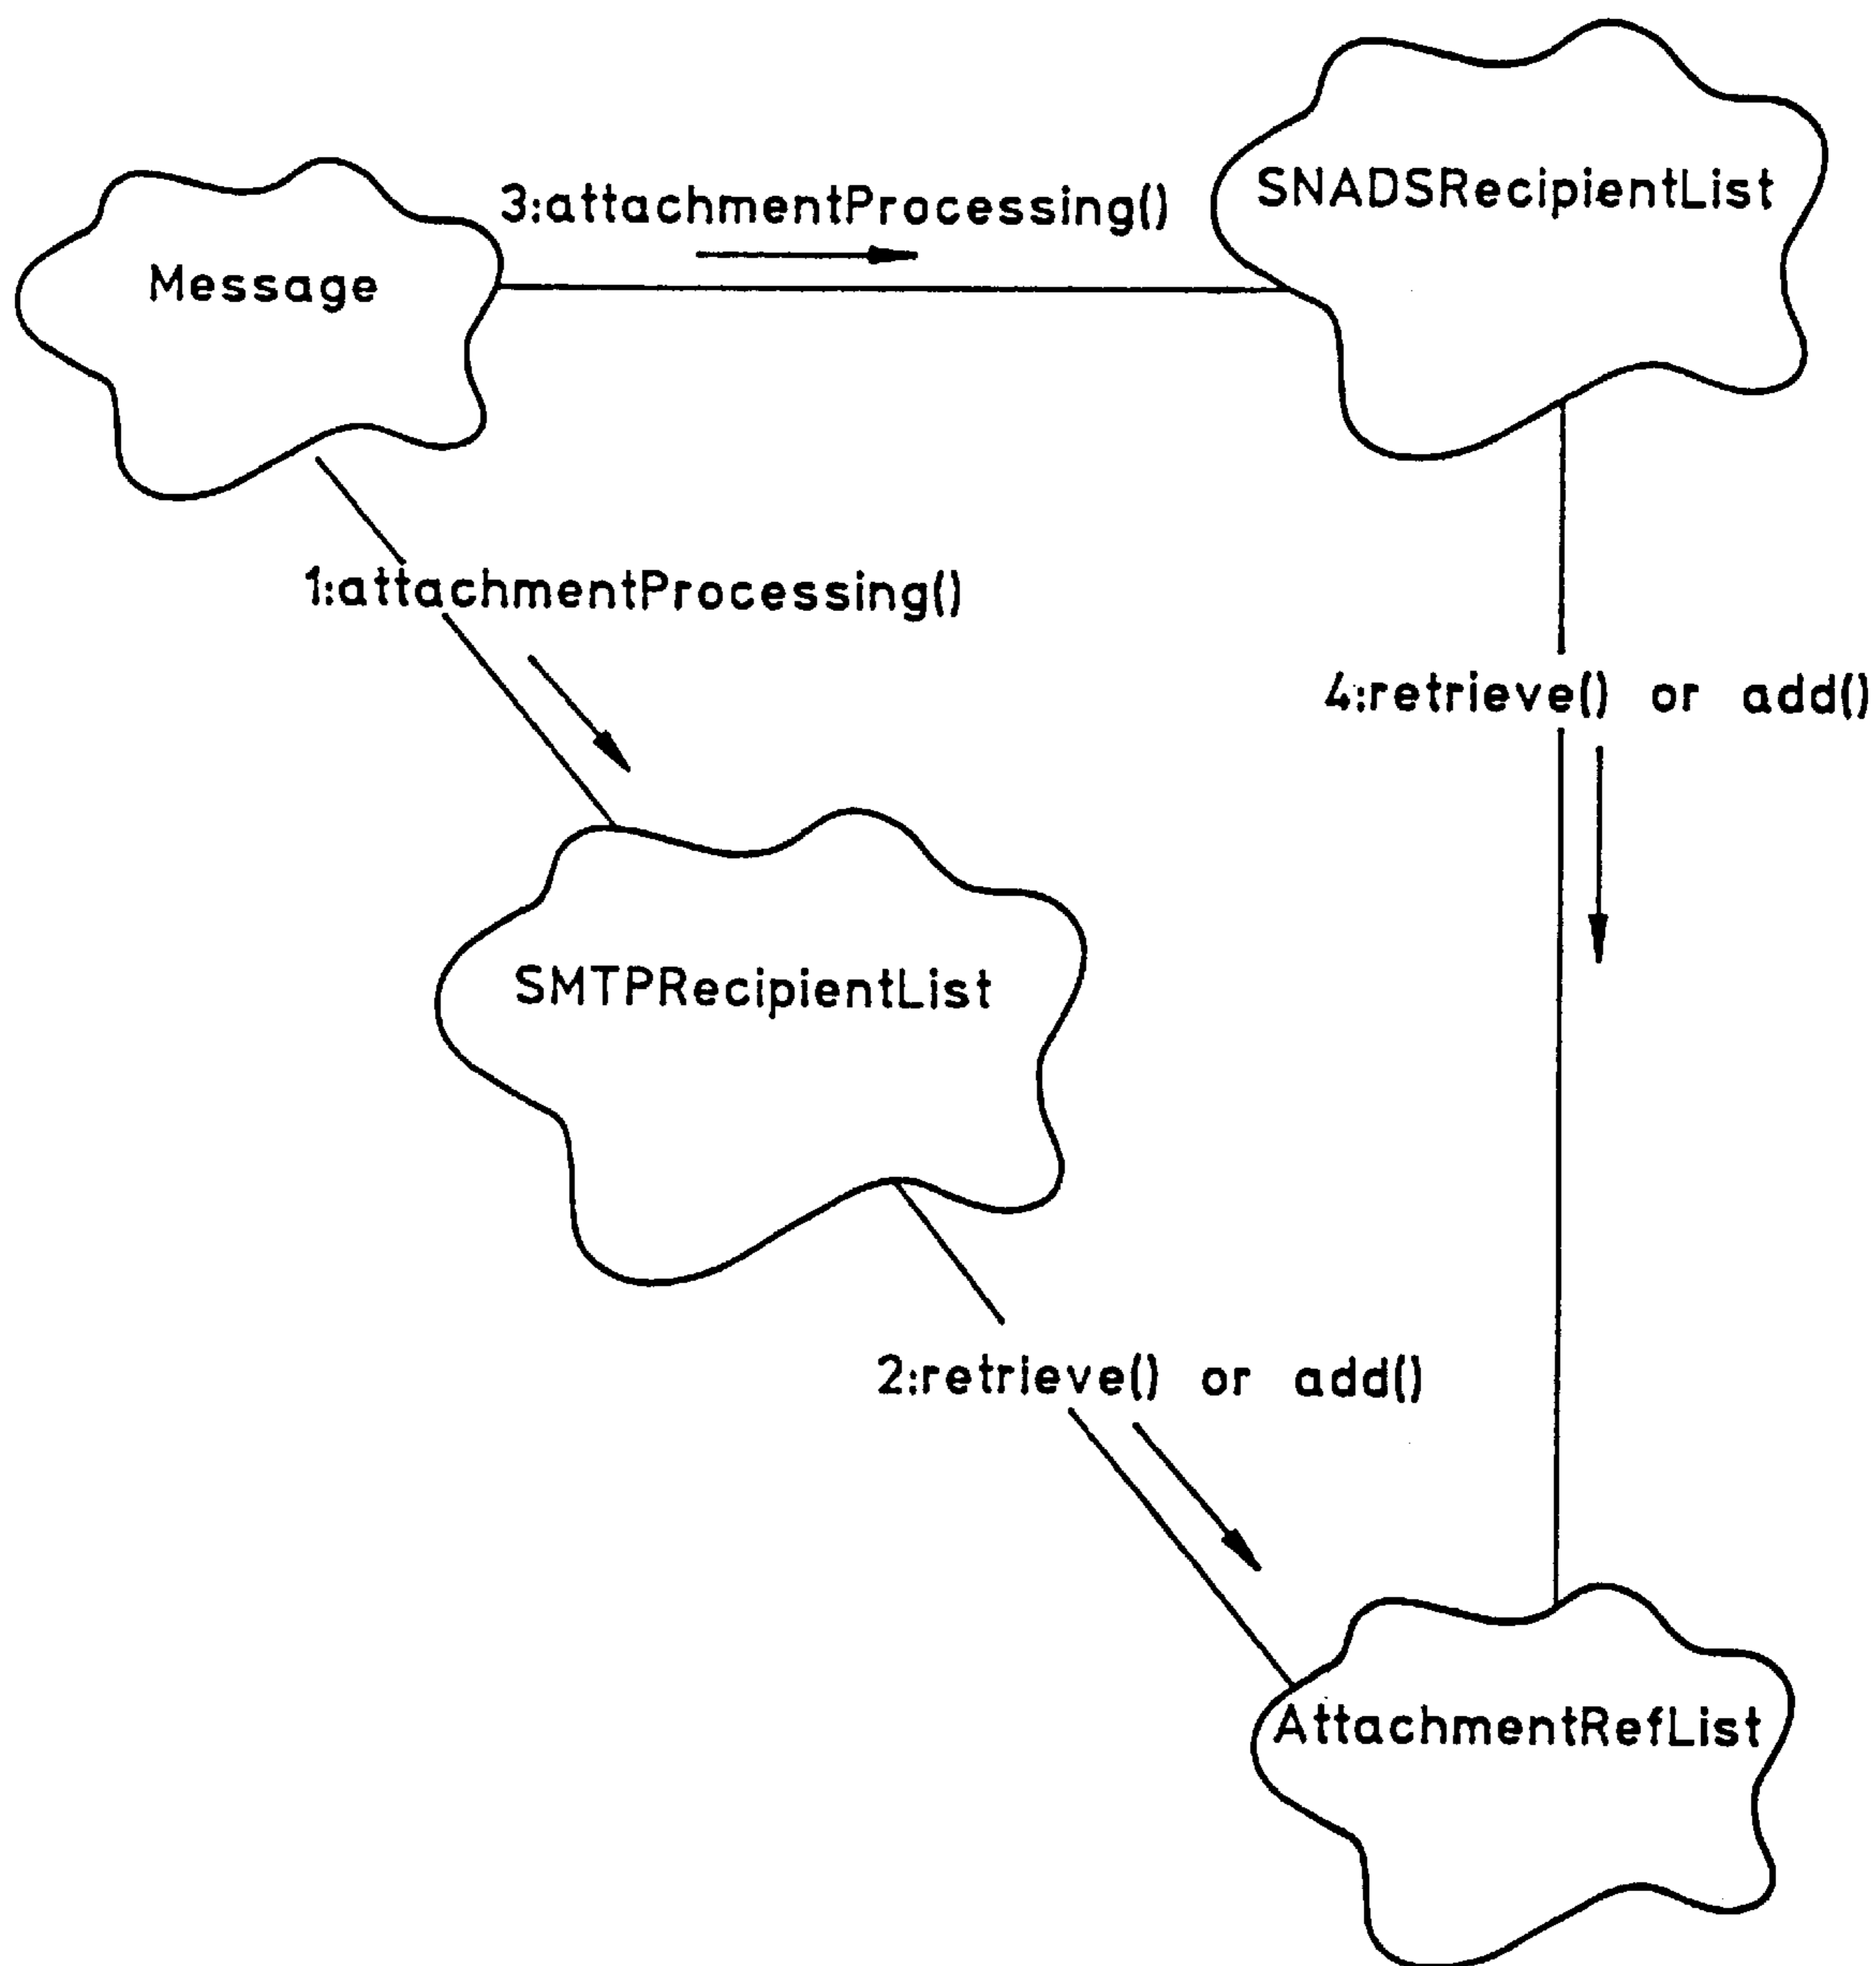 SNADSRecipientList
3:attachmentProcessing()
Message
1:attachmentProcessing()
4:retrieve() or add()
SMTPRecipientList
2:retrieve() or add()
AttachmentRefList